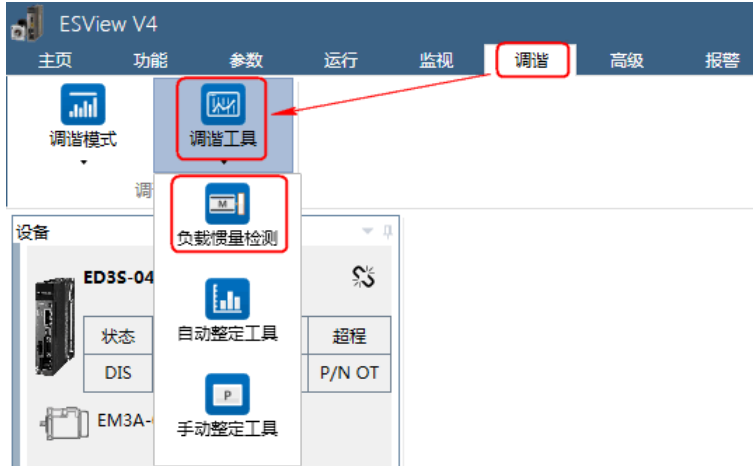 ESView V4
主页 功能 参数 运行 监视 调谐 高级 报警
调谐模式 调谐工具
调
M
设备 负载惯量检测
ED3S-04
自动整定工具
状态 超程
DIS P/N OT
P
EM3A-
手动整定工具